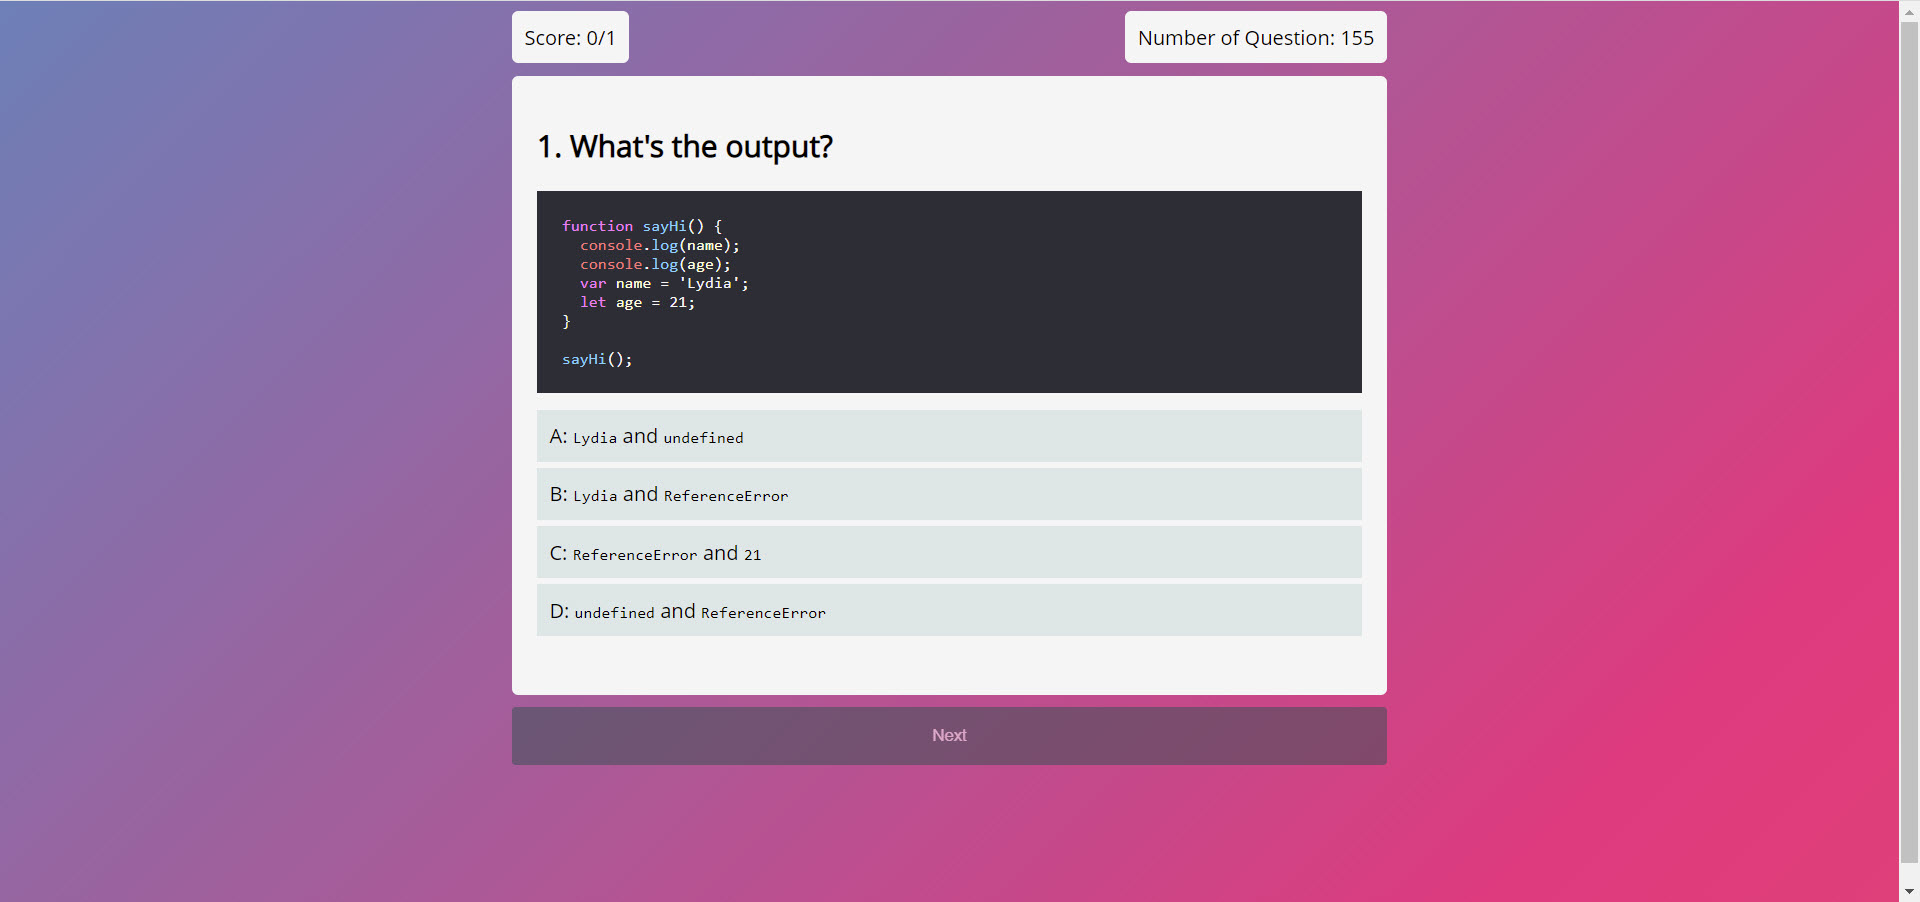 Score: 0/1
Number of Question: 155
1. What's the output?
function sayHi() {
  console.log(name);
  console.log(age);
  var name = 'Lydia';
  let age = 21;
}
sayHi();
A: Lydia and undefined
B: Lydia and ReferenceError
C: ReferenceError and 21
D: undefined and ReferenceError
Next